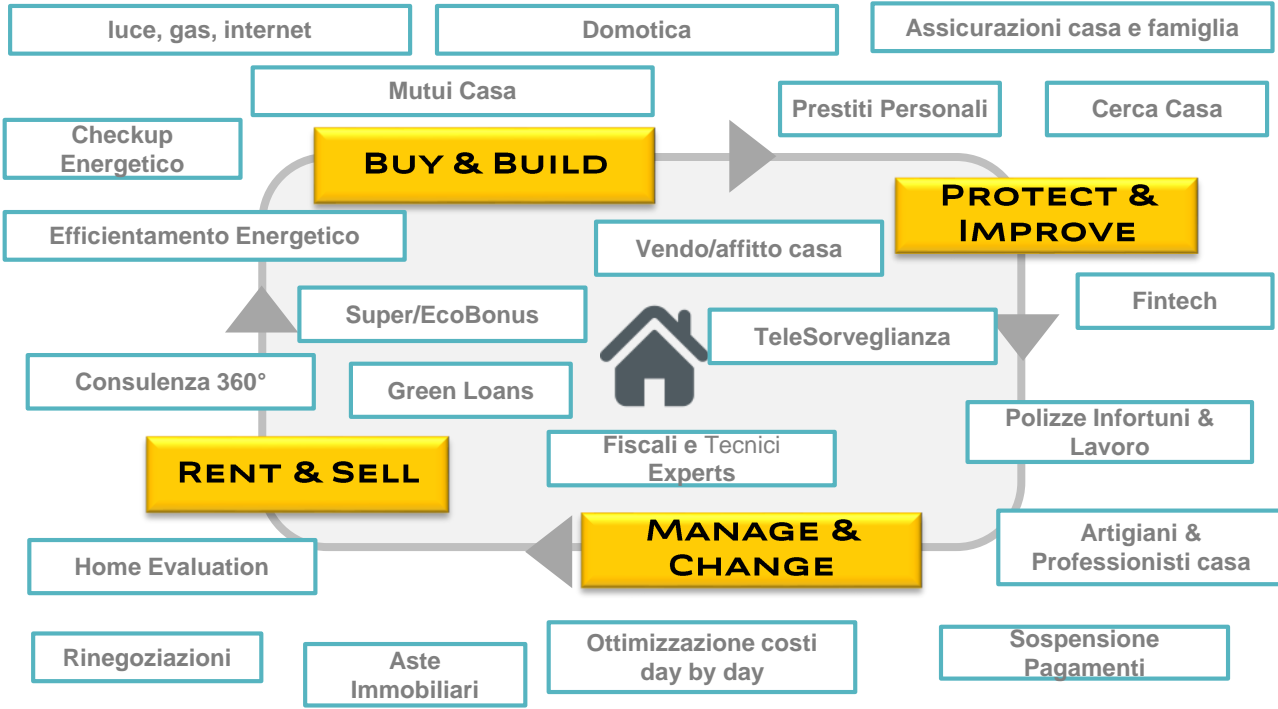 luce, gas, internet
Domotica
Assicurazioni casa e famiglia
Mutui Casa
Prestiti Personali
Cerca Casa
Checkup
Energetico
BUY & BUILD
PROTECT &
IMPROVE
Efficientamento Energetico
Vendo/affitto casa
Fintech
Super/EcoBonus
TeleSorveglianza
Consulenza 360°
Green Loans
Polizze Infortuni &
Lavoro
Fiscali e Tecnici
Experts
RENT & SELL
MANAGE &
CHANGE
Artigiani &
Professionisti casa
Home Evaluation
Rinegoziazioni
Aste
Immobiliari
Ottimizzazione costi
day by day
Sospensione
Pagamenti